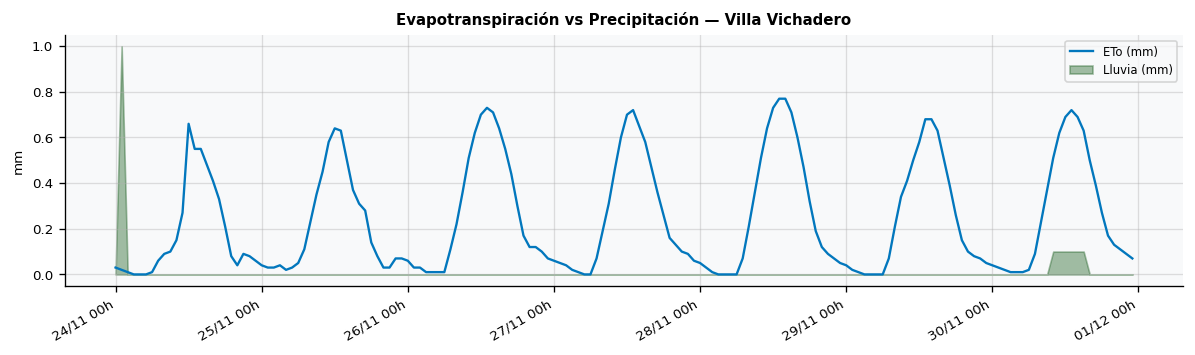 Evapotranspiración vs Precipitación — Villa Vichadero
ETo (mm)
Lluvia (mm)
mm
1.0
0.8
0.6
0.4
0.2
0.0
24/11 00h
25/11 00h
26/11 00h
27/11 00h
28/11 00h
29/11 00h
30/11 00h
01/12 00h